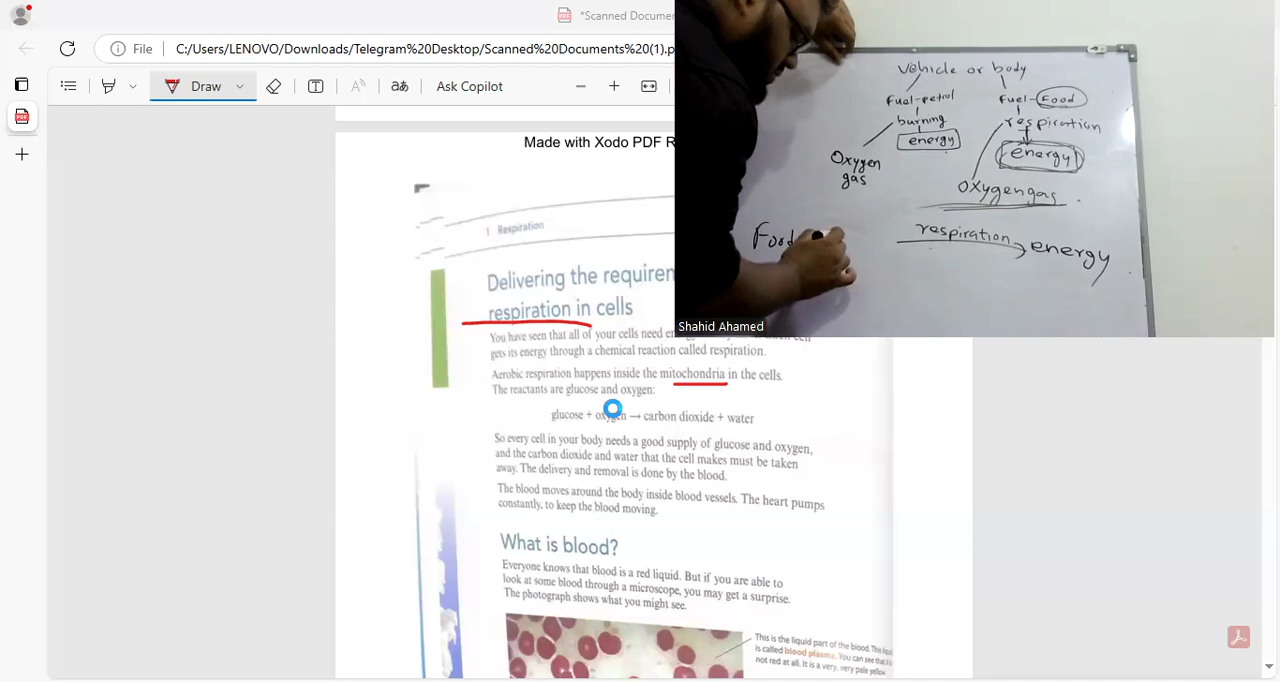 *Scanned Documen
File
C:/Users/LENOVO/Downloads/Telegram%20Desktop/Scanned%20Documents%20(1).p
Draw
aあ
Ask Copilot
Made with Xodo PDF R
1 Respiration
Delivering the requirem
respiration in cells
You have seen that all of your cells need
gets its energy through a chemical reaction called respiration.
Aerobic respiration happens inside the mitochondria in the cells.
The reactants are glucose and oxygen:
glucose + oxygen → carbon dioxide + water
So every cell in your body needs a good supply of glucose and oxygen,
and the carbon dioxide and water that the cell makes must be taken
away. The delivery and removal is done by the blood.
The blood moves around the body inside blood vessels. The heart pumps
constantly, to keep the blood moving.
What is blood?
Everyone knows that blood is a red liquid. But if you are able to
look at some blood through a microscope, you may get a surprise.
The photograph shows what you might see.
This is the liquid part of the blood. The
is called blood plasma. You can see that
not red at all. It is a very, very pale yellow
Vehicle or body
Fuel-petrol
burning
energy
Oxygen
gas
Fuel-Food
respiration
energy
Oxygen gas
Food
respiration
energy
Shahid Ahamed